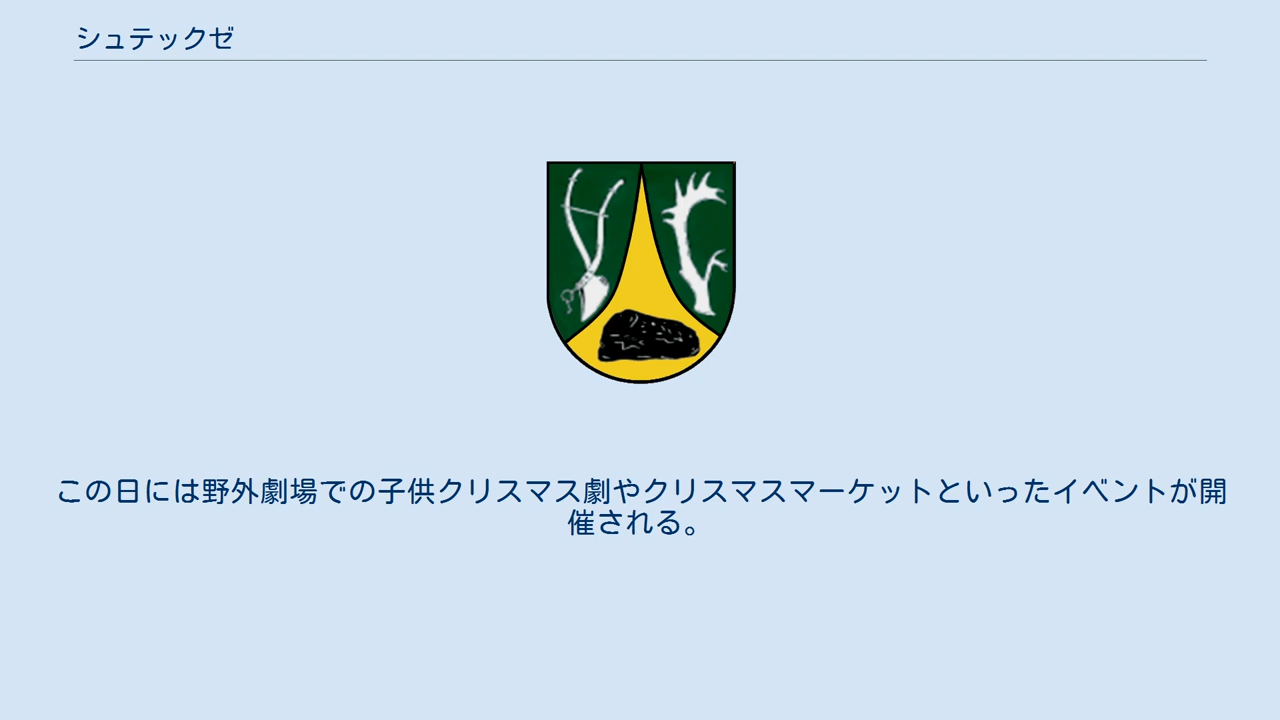 シュテックゼ
この日には野外劇場での子供クリスマス劇やクリスマスマーケットといったイベントが開
催される。